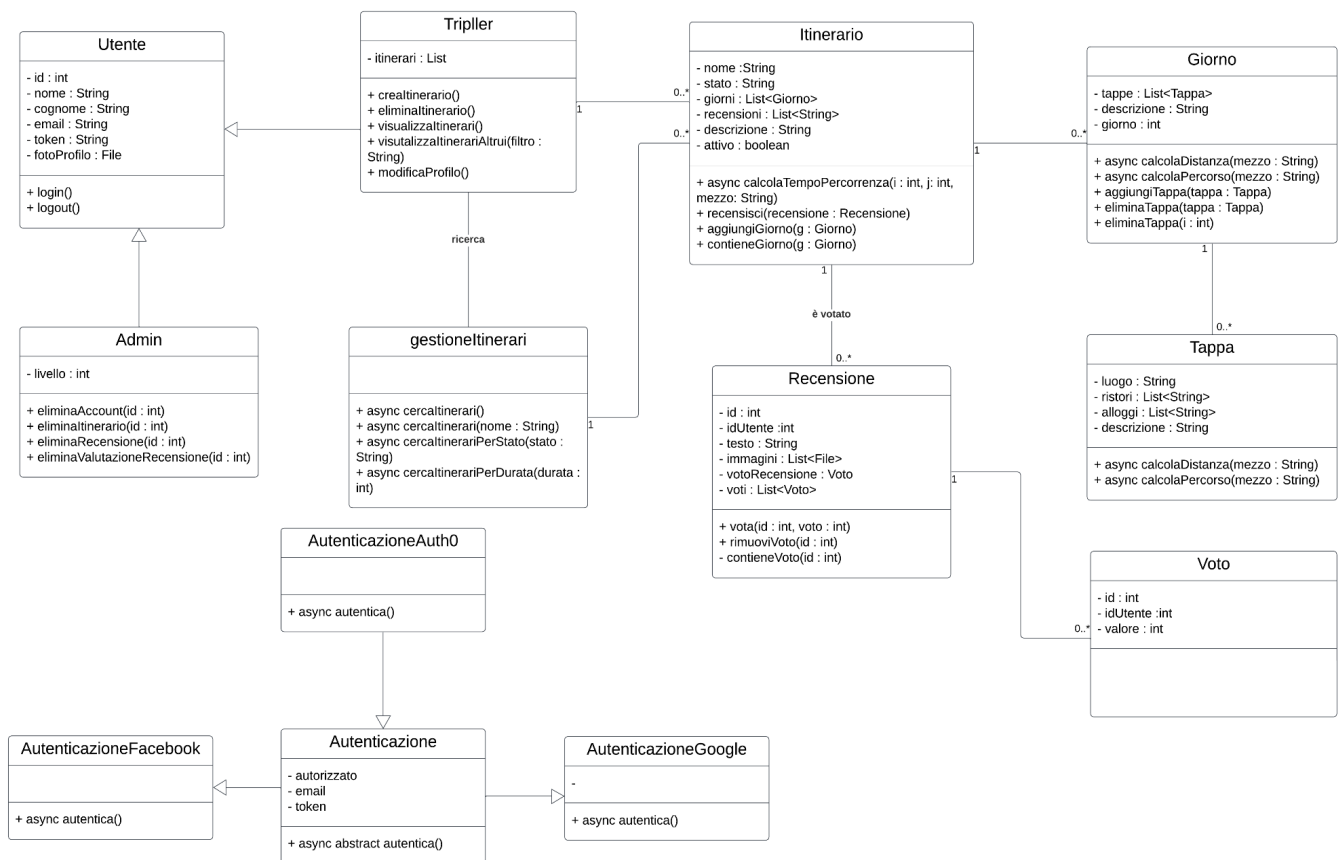 Utente
- id : int
- nome : String
- cognome : String
- email : String
- token : String
- fotoProfilo : File
+ login()
+ logout()
Tripller
- itinerari : List
+ creaItinerario()
+ eliminaItinerario()
+ visualizzaItinerari()
+ visutalizzaItinerariAltrui(filtro :
String)
+ modificaProfilo()
1
0..*
0..*
Itinerario
- nome :String
- stato : String
- giorni : List<Giorno>
- recensioni : List<String>
- descrizione : String
- attivo : boolean
+ async calcolaTempoPercorrenza(i : int, j: int,
mezzo: String)
+ recensisci(recensione : Recensione)
+ aggiungiGiorno(g : Giorno)
+ contieneGiorno(g : Giorno)
1
0..*
Giorno
- tappe : List<Tappa>
- descrizione : String
- giorno : int
+ async calcolaDistanza(mezzo : String)
+ async calcolaPercorso(mezzo : String)
+ aggiungiTappa(tappa : Tappa)
+ eliminaTappa(tappa : Tappa)
+ eliminaTappa(i : int)
ricerca
1
è votato
0..*
1
0..*
Admin
- livello : int
+ eliminaAccount(id : int)
+ eliminaItinerario(id : int)
+ eliminaRecensione(id : int)
+ eliminaValutazioneRecensione(id : int)
gestioneItinerari
+ async cercaItinerari()
+ async cercaItinerari(nome : String)
+ async cercaItinerariPerStato(stato :
String)
+ async cercaItinerariPerDurata(durata :
int)
1
Recensione
- id : int
- idUtente :int
- testo : String
- immagini : List<File>
- votoRecensione : Voto
- voti : List<Voto>
+ vota(id : int, voto : int)
+ rimuoviVoto(id : int)
- contieneVoto(id : int)
1
0..*
Tappa
- luogo : String
- ristori : List<String>
- alloggi : List<String>
- descrizione : String
+ async calcolaDistanza(mezzo : String)
+ async calcolaPercorso(mezzo : String)
Voto
- id : int
- idUtente :int
- valore : int
AutenticazioneAuth0
+ async autentica()
AutenticazioneFacebook
+ async autentica()
Autenticazione
- autorizzato
- email
- token
+ async abstract autentica()
AutenticazioneGoogle
-
+ async autentica()